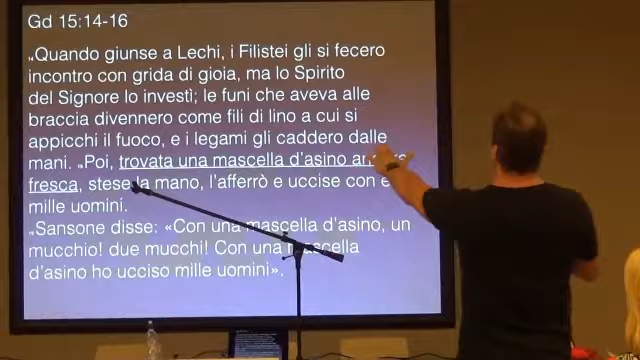 Gd 15:14-16
„Quando giunse a Lechi, i Filistei gli si fecero
incontro con grida di gioia, ma lo Spirito
del Signore lo investì; le funi che aveva alle
braccia divennero come fili di lino a cui si
appicchi il fuoco, e i legami gli caddero dalle
mani. „Poi, trovata una mascella d'asino
fresca, stese la mano, l'afferrò e uccise con
mille uomini.
„Sansone disse: «Con una mascella d'asino, un
mucchio! due mucchi! Con una mascella
d'asino ho ucciso mille uomini».